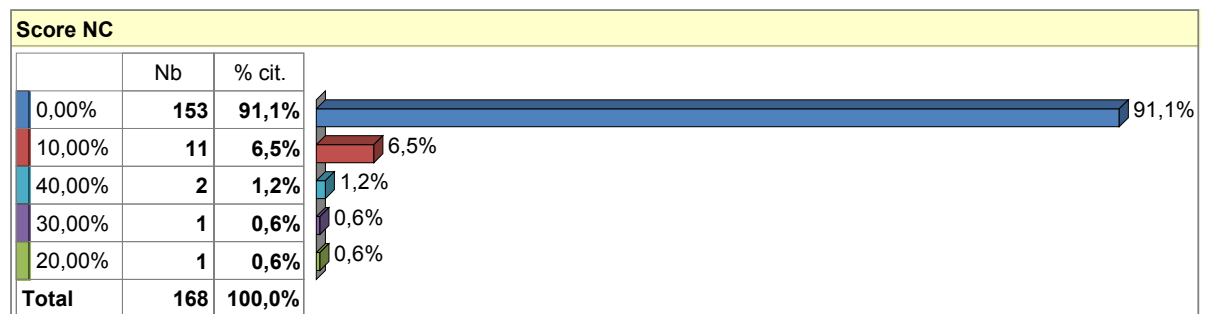 Score NC
Nb % cit.
0,00% 153 91,1% 91,1%
10,00% 11 6,5% 6,5%
40,00% 2 1,2% 1,2%
30,00% 1 0,6% 0,6%
20,00% 1 0,6% 0,6%
Total 168 100,0%